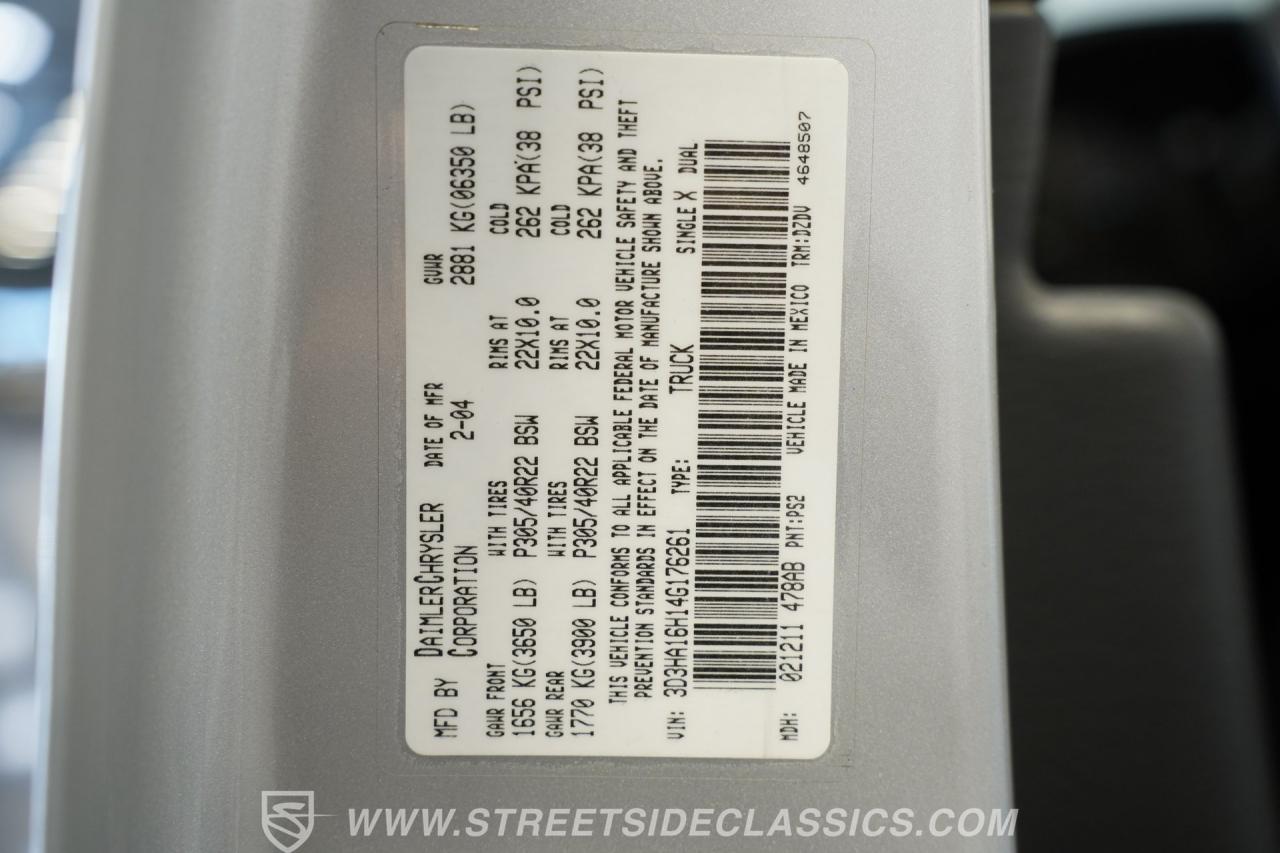 MFD BY DAIMLERCHRYSLER CORPORATION
DATE OF MFR 2-04
GVWR 2881 KG(06350 LB)
GAWR FRONT WITH TIRES RIMS AT COLD
1656 KG(3650 LB) P305/40R22 BSW 22X10.0 262 KPA(38 PSI)
GAWR REAR WITH TIRES RIMS AT COLD
1770 KG(3900 LB) P305/40R22 BSW 22X10.0 262 KPA(38 PSI)
THIS VEHICLE CONFORMS TO ALL APPLICABLE FEDERAL MOTOR VEHICLE SAFETY AND THEFT
PREVENTION STANDARDS IN EFFECT ON THE DATE OF MANUFACTURE SHOWN ABOVE.
VIN: 3D3HA16H14G176261 TYPE: TRUCK SINGLE X DUAL
MDH: 021211 478AB PNT:PS2 VEHICLE MADE IN MEXICO TRM:DZDV 4648507
WWW.STREETSIDECLASSICS.COM